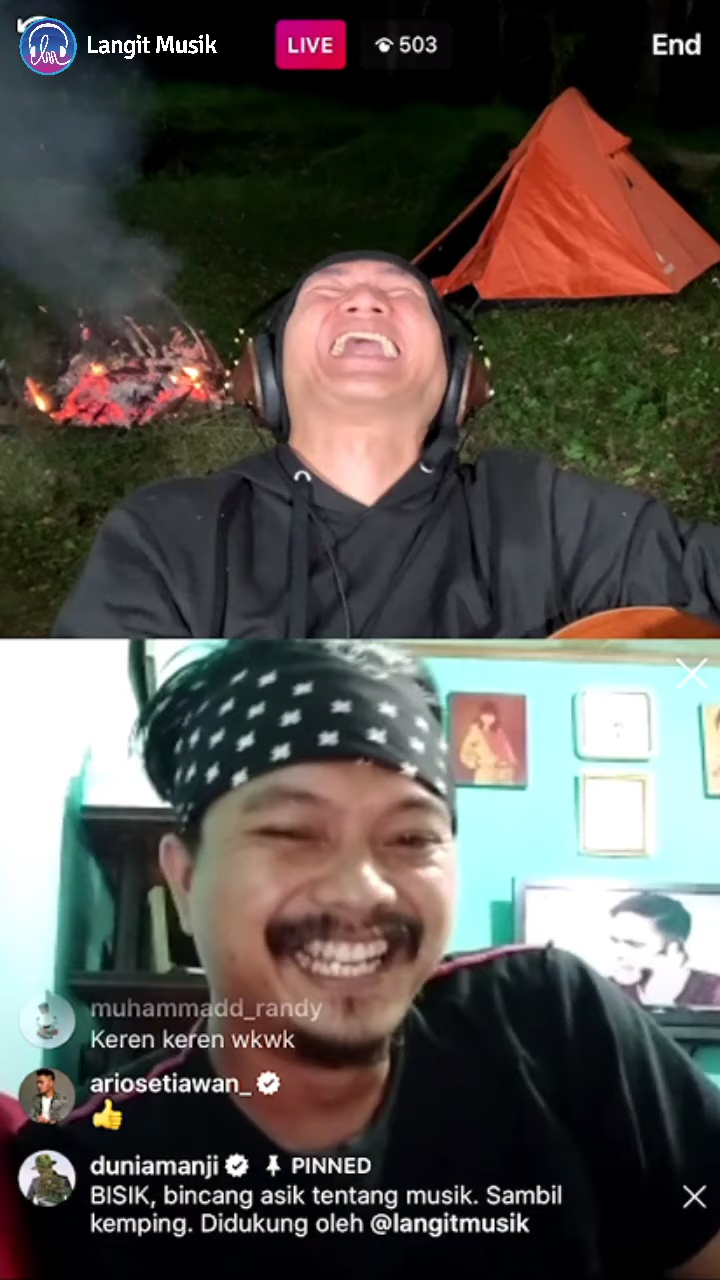 Langit Musik
LIVE
503
End
muhammadd_randy
Keren keren wkwk
ariosetiawan_
duniamanji
PINNED
BISIK, bincang asik tentang musik. Sambil
kemping. Didukung oleh @langitmusik